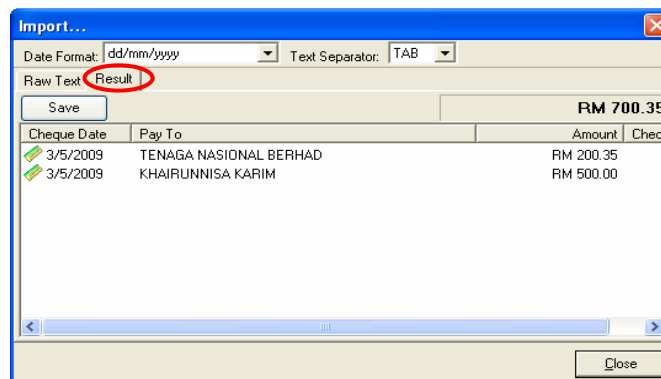 Import...
Date Format: dd/mm/yyyy Text Separator: TAB
Raw Text Result
Save RM 700.35
Cheque Date Pay To Amount Chec
3/5/2009 TENAGA NASIONAL BERHAD RM 200.35
3/5/2009 KHAIRUNNISA KARIM RM 500.00
Close